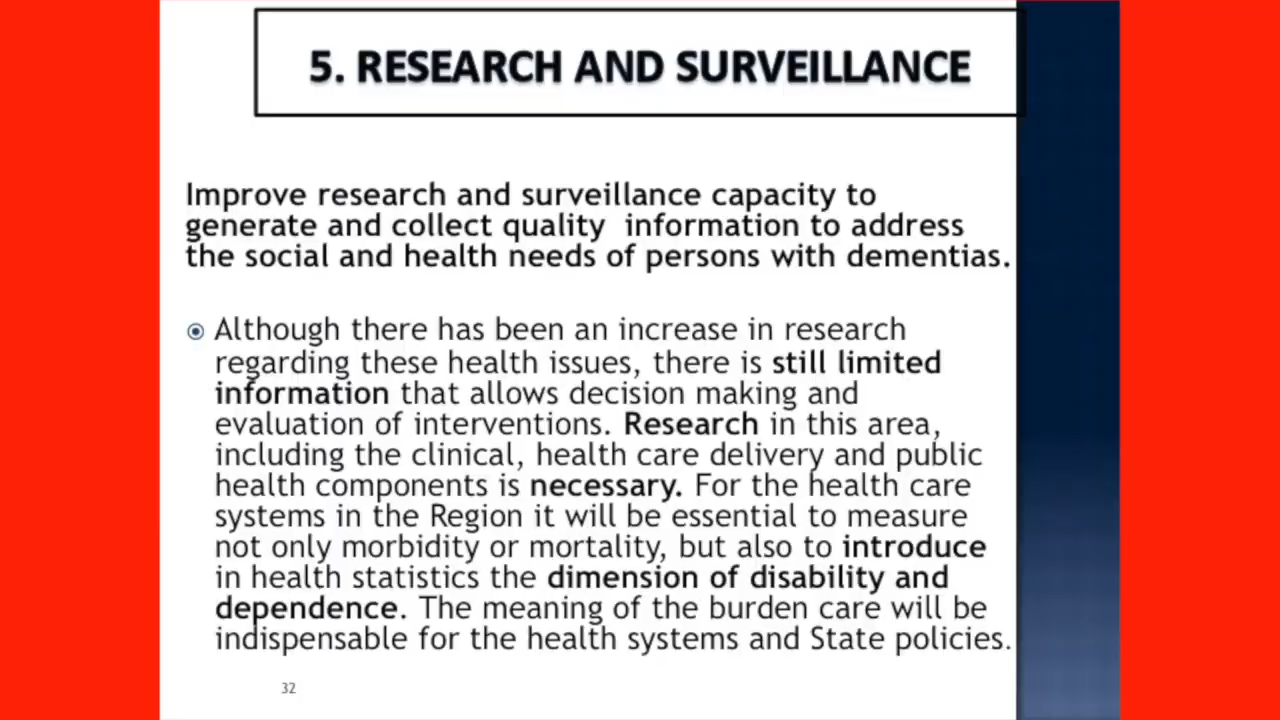 5. RESEARCH AND SURVEILLANCE
Improve research and surveillance capacity to
generate and collect quality information to address
the social and health needs of persons with dementias.
Although there has been an increase in research
regarding these health issues, there is still limited
information that allows decision making and
evaluation of interventions. Research in this area,
including the clinical, health care delivery and public
health components is necessary. For the health care
systems in the Region it will be essential to measure
not only morbidity or mortality, but also to introduce
in health statistics the dimension of disability and
dependence. The meaning of the burden care will be
indispensable for the health systems and State policies.
32